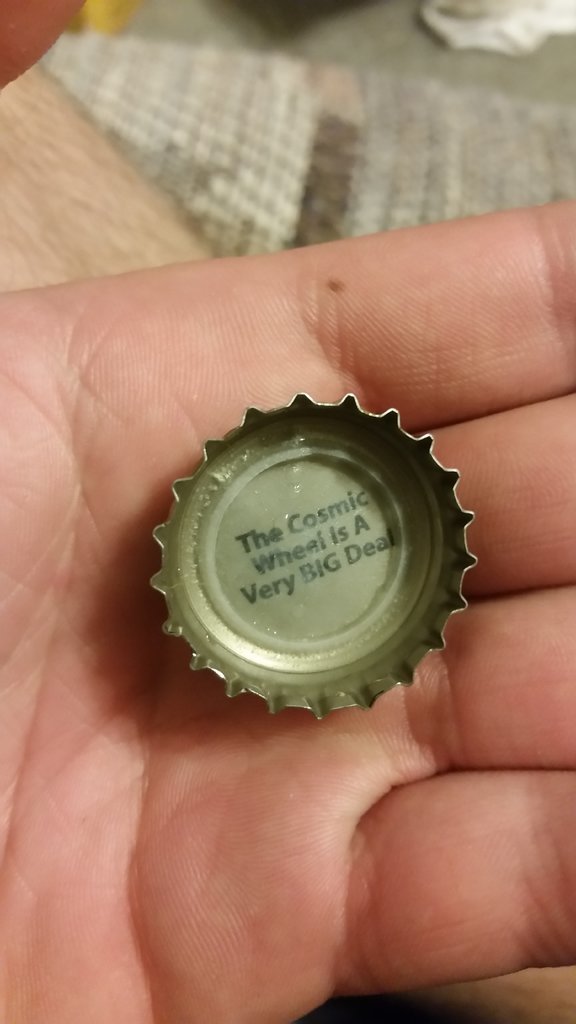 The Cosmic
Wheel Is A
Very BIG Deal